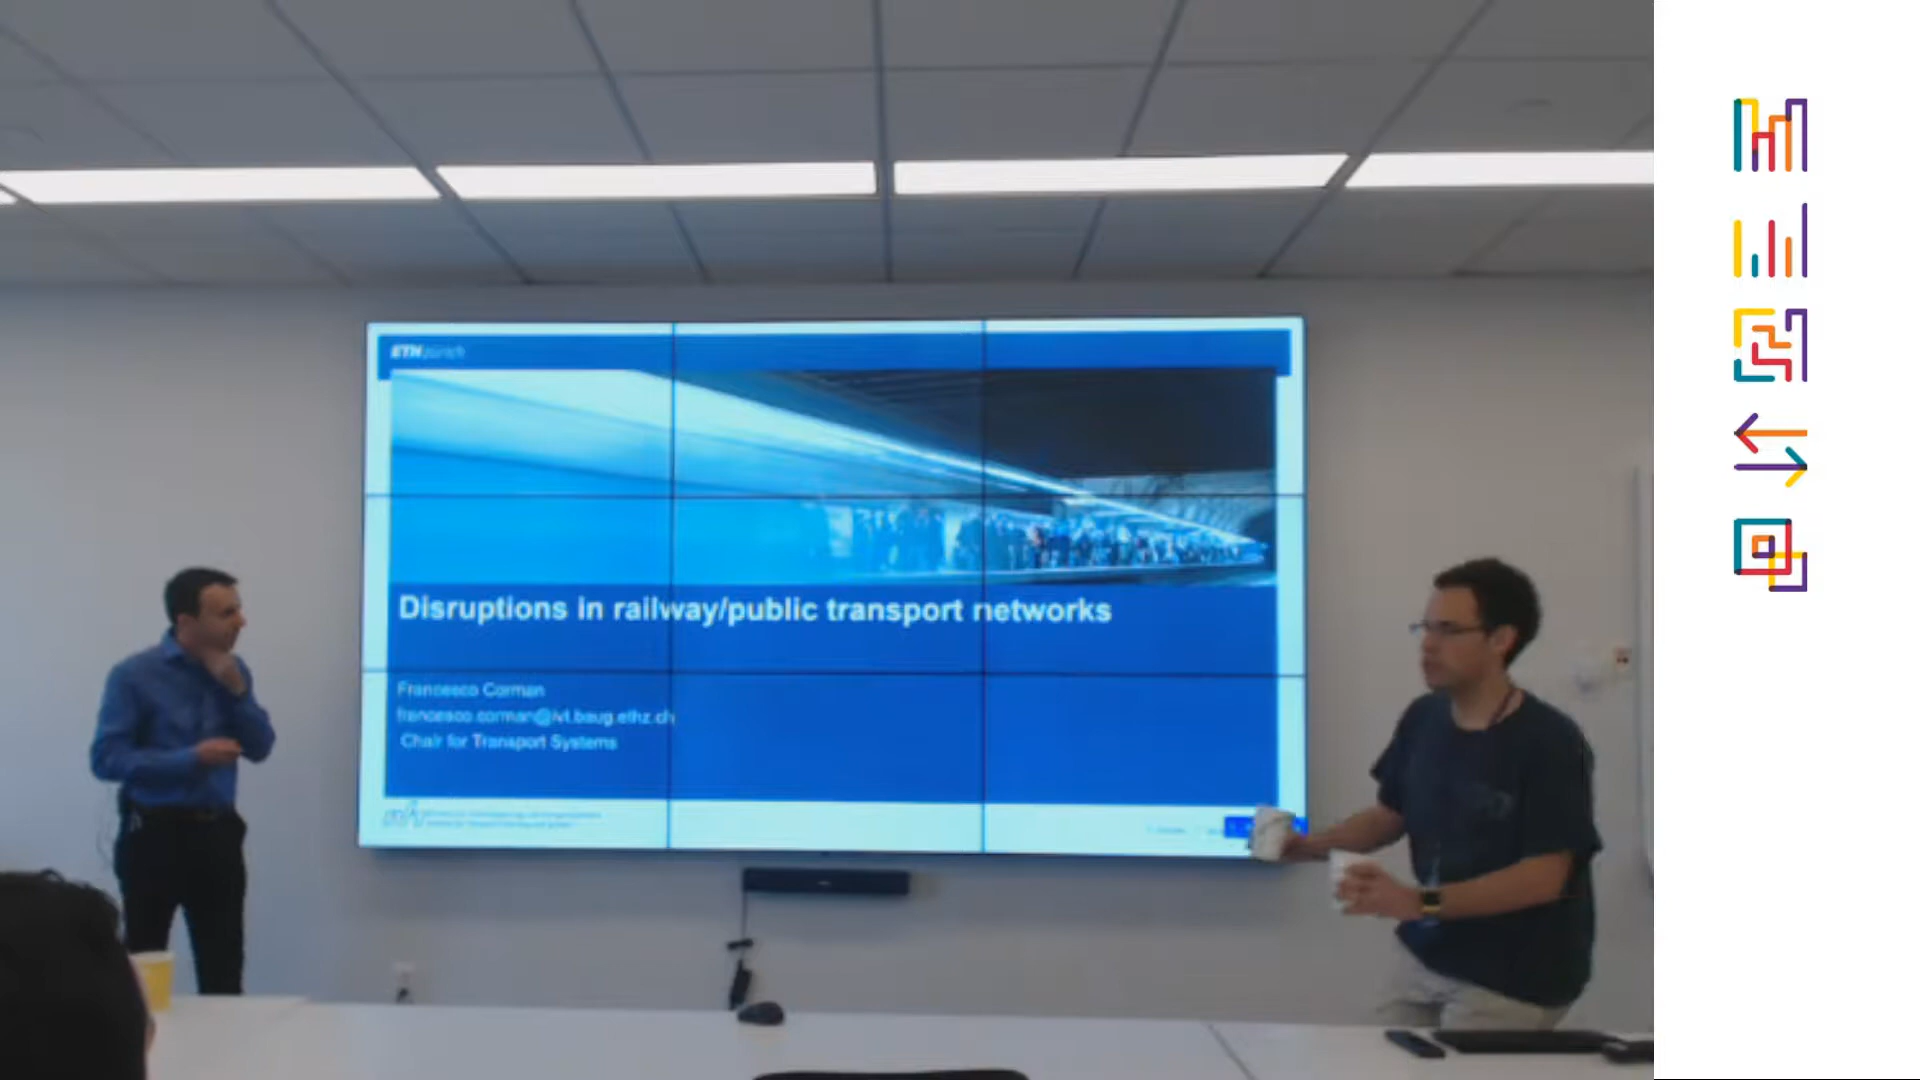 ETH zürich
Disruptions in railway/public transport networks
Francesco Corman
francesco.corman@ivt.baug.ethz.ch
Chair for Transport Systems